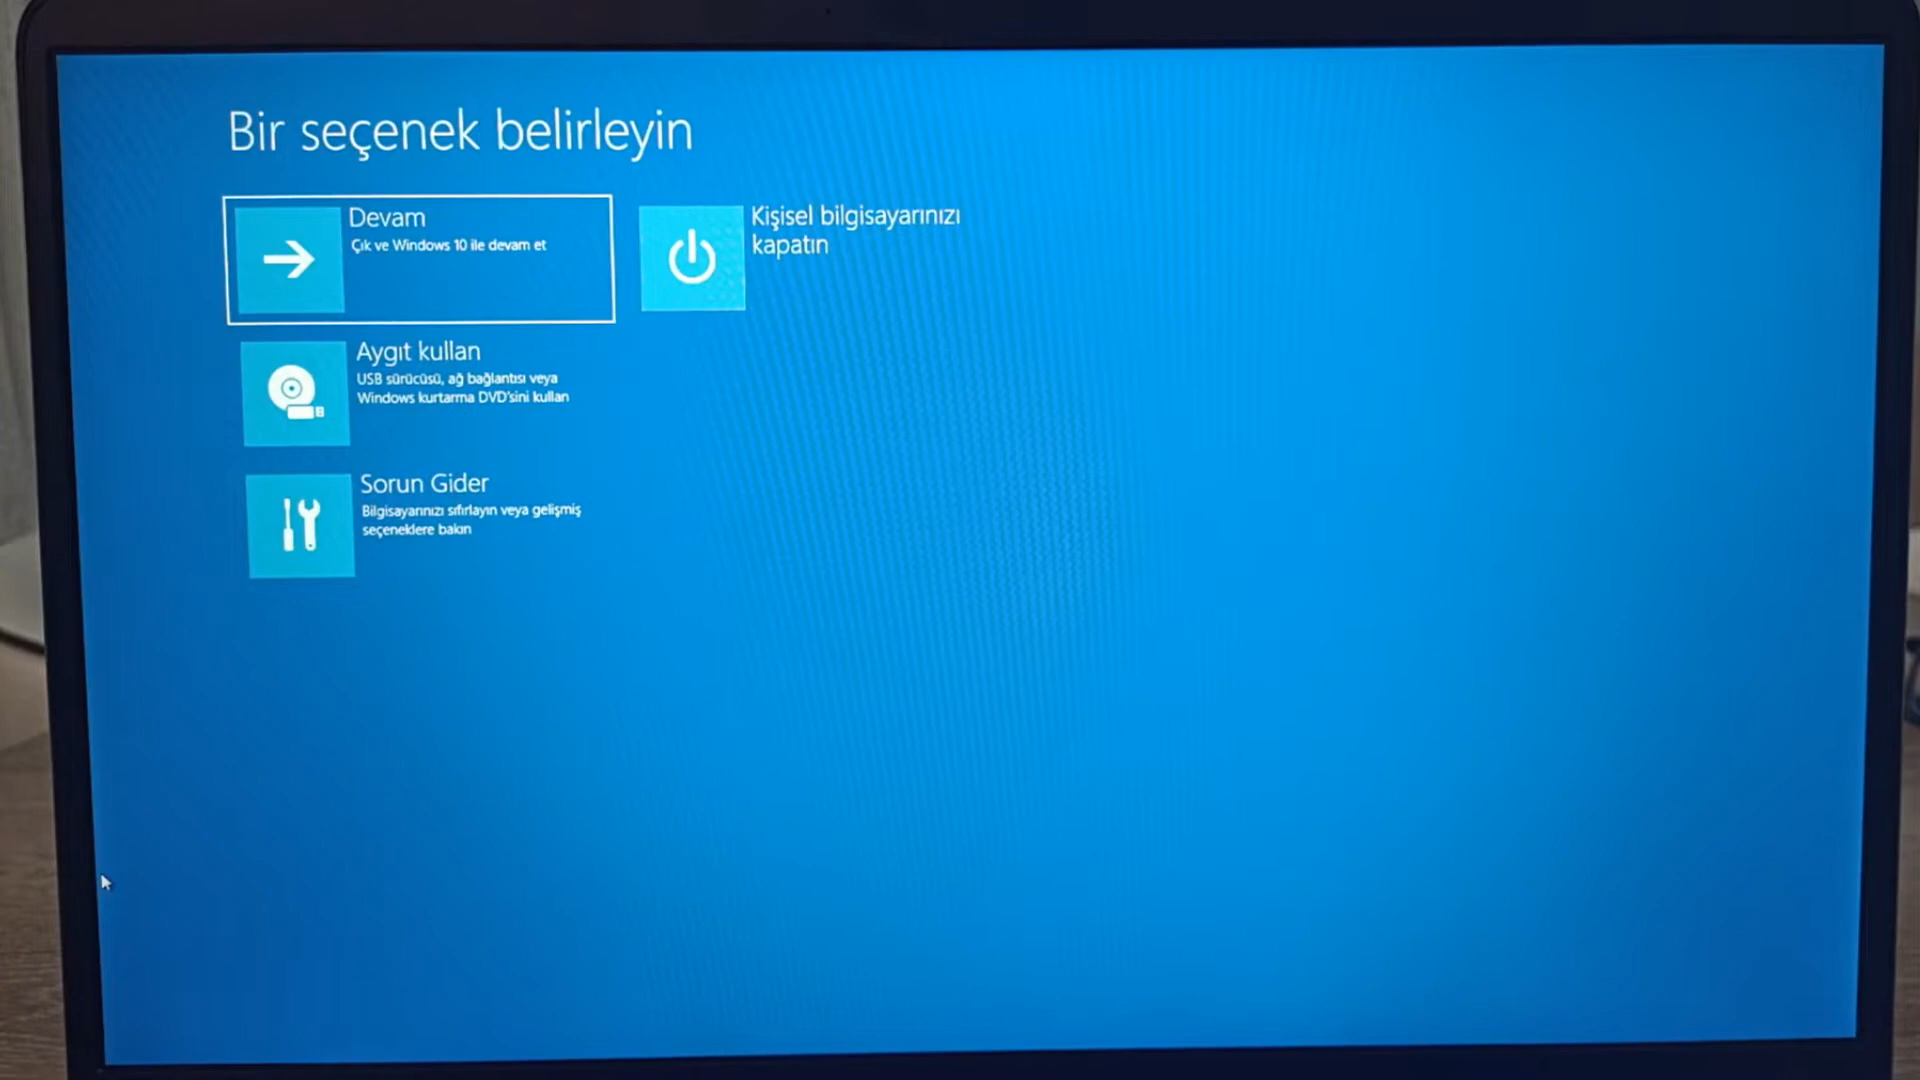 Bir seçenek belirleyin
Devam
Çık ve Windows 10 ile devam et
Kişisel bilgisayarınızı
kapatın
Aygıt kullan
USB sürücüsü, ağ bağlantısı veya
Windows kurtarma DVD'sini kullan
Sorun Gider
Bilgisayarınızı sıfırlayın veya gelişmiş
seçeneklere bakın